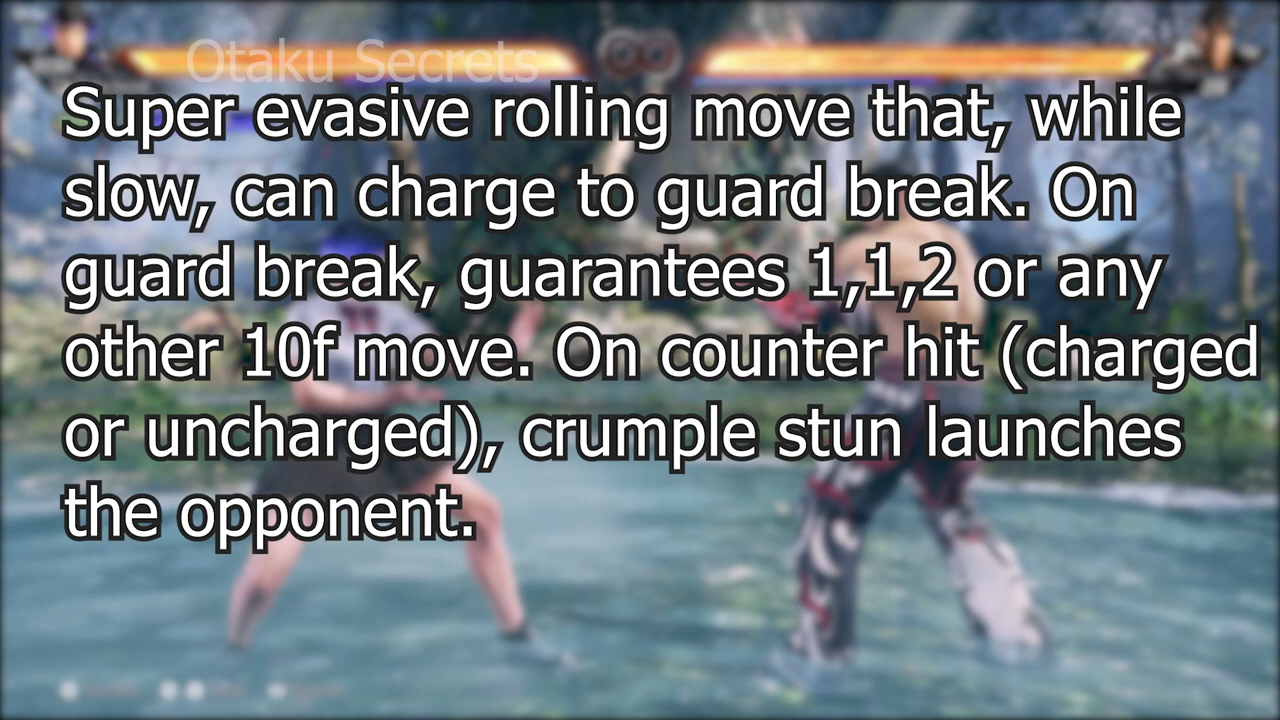 Otaku Secrets
Super evasive rolling move that, while
slow, can charge to guard break. On
guard break, guarantees 1,1,2 or any
other 10f move. On counter hit (charged
or uncharged), crumple stun launches
the opponent.